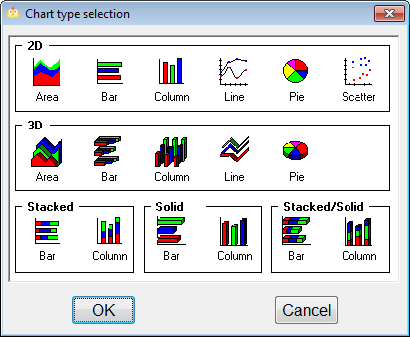 Chart type selection
2D
Area Bar Column Line Pie Scatter
3D
Area Bar Column Line Pie
Stacked Solid Stacked/Solid
Bar Column Bar Column Bar Column
OK Cancel